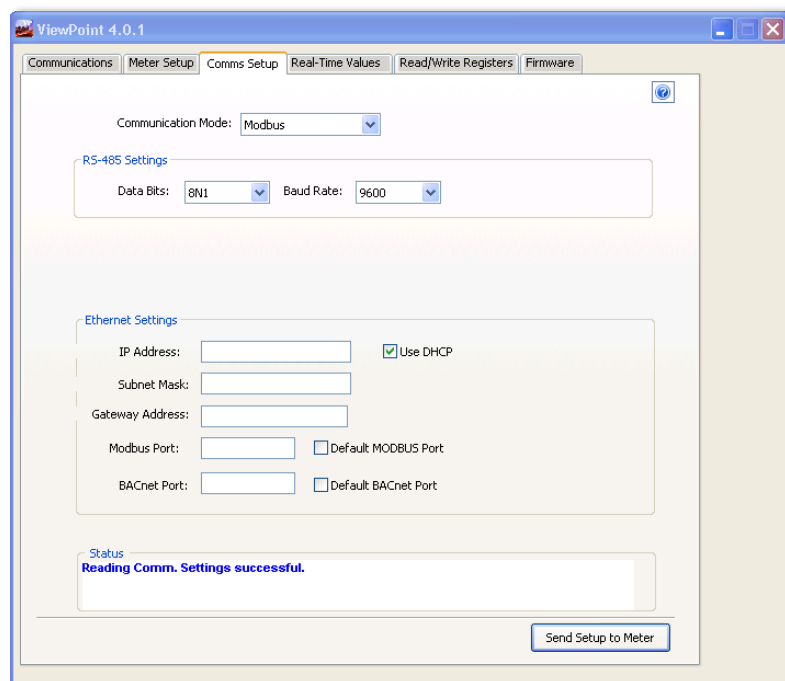 ViewPoint 4.0.1
Communications Meter Setup Comms Setup Real-Time Values Read/Write Registers Firmware
Communication Mode: Modbus
RS-485 Settings
Data Bits: 8N1 Baud Rate: 9600
Ethernet Settings
IP Address: Use DHCP
Subnet Mask:
Gateway Address:
Modbus Port: Default MODBUS Port
BACnet Port: Default BACnet Port
Status
Reading Comm. Settings successful.
Send Setup to Meter